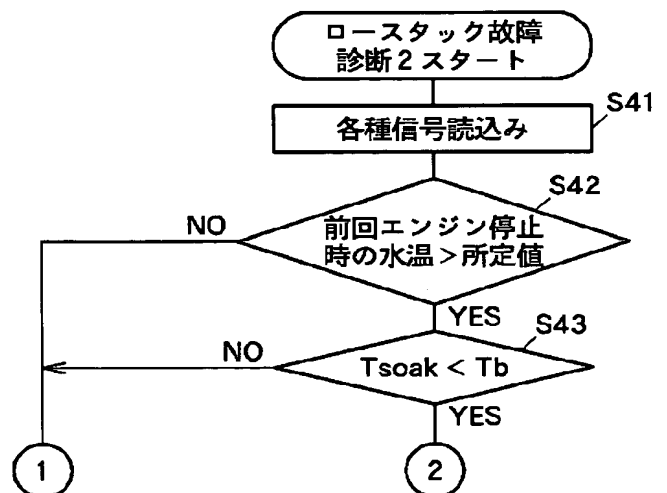 ロースタック故障
診断2スタート
各種信号読込み
S41
S42
前回エンジン停止
時の水温>所定値
NO
YES
S43
Tsoak < Tb
NO
YES
1
2